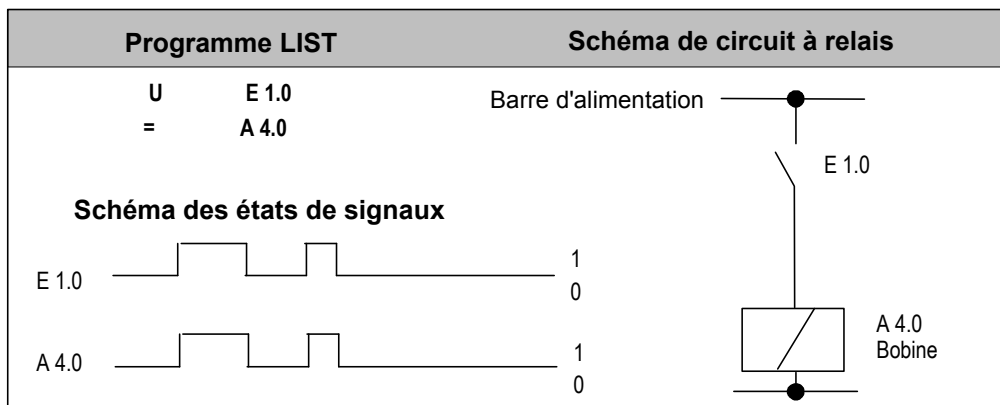 Programme LIST
Schéma de circuit à relais
U E 1.0
= A 4.0
Barre d'alimentation
E 1.0
Schéma des états de signaux
E 1.0
1
0
A 4.0
1
0
A 4.0
Bobine